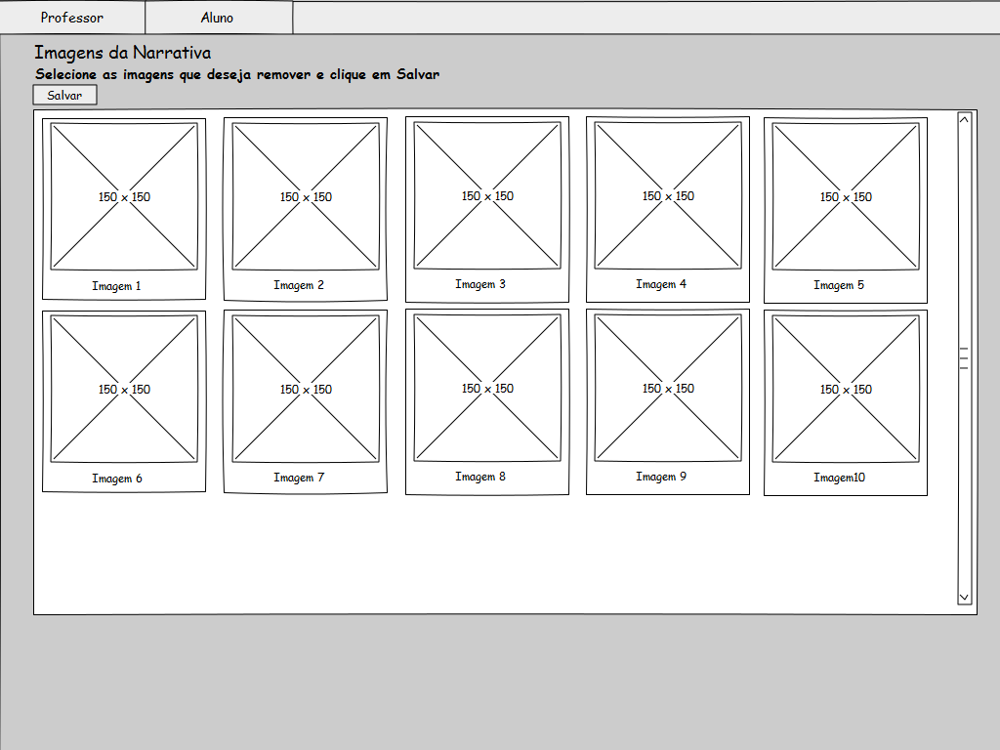 Professor Aluno
Imagens da Narrativa
Selecione as imagens que deseja remover e clique em Salvar
Salvar
150 x 150 150 x 150 150 x 150 150 x 150 150 x 150
Imagem 1 Imagem 2 Imagem 3 Imagem 4 Imagem 5
150 x 150 150 x 150 150 x 150 150 x 150 150 x 150
Imagem 6 Imagem 7 Imagem 8 Imagem 9 Imagem10